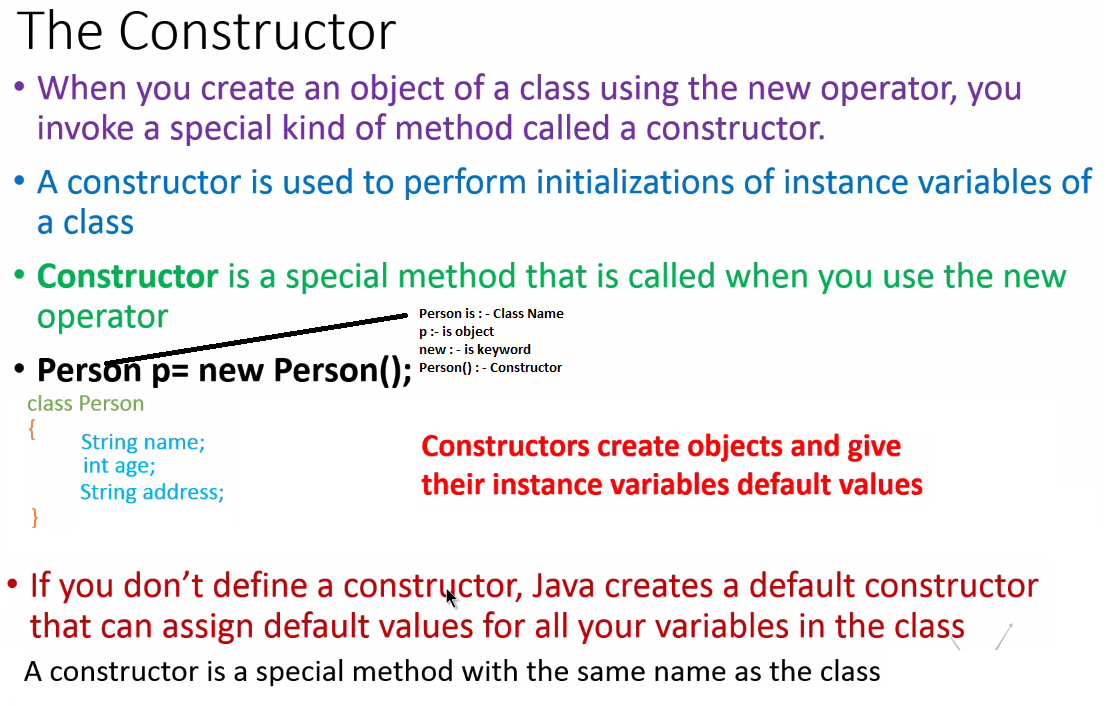 The Constructor
• When you create an object of a class using the new operator, you
invoke a special kind of method called a constructor.
• A constructor is used to perform initializations of instance variables of
a class
• Constructor is a special method that is called when you use the new
operator
• Person p= new Person();
Person is : - Class Name
p :- is object
new : - is keyword
Person() : - Constructor
class Person
{
String name;
int age;
String address;
}
Constructors create objects and give
their instance variables default values
• If you don’t define a constructor, Java creates a default constructor
that can assign default values for all your variables in the class
A constructor is a special method with the same name as the class